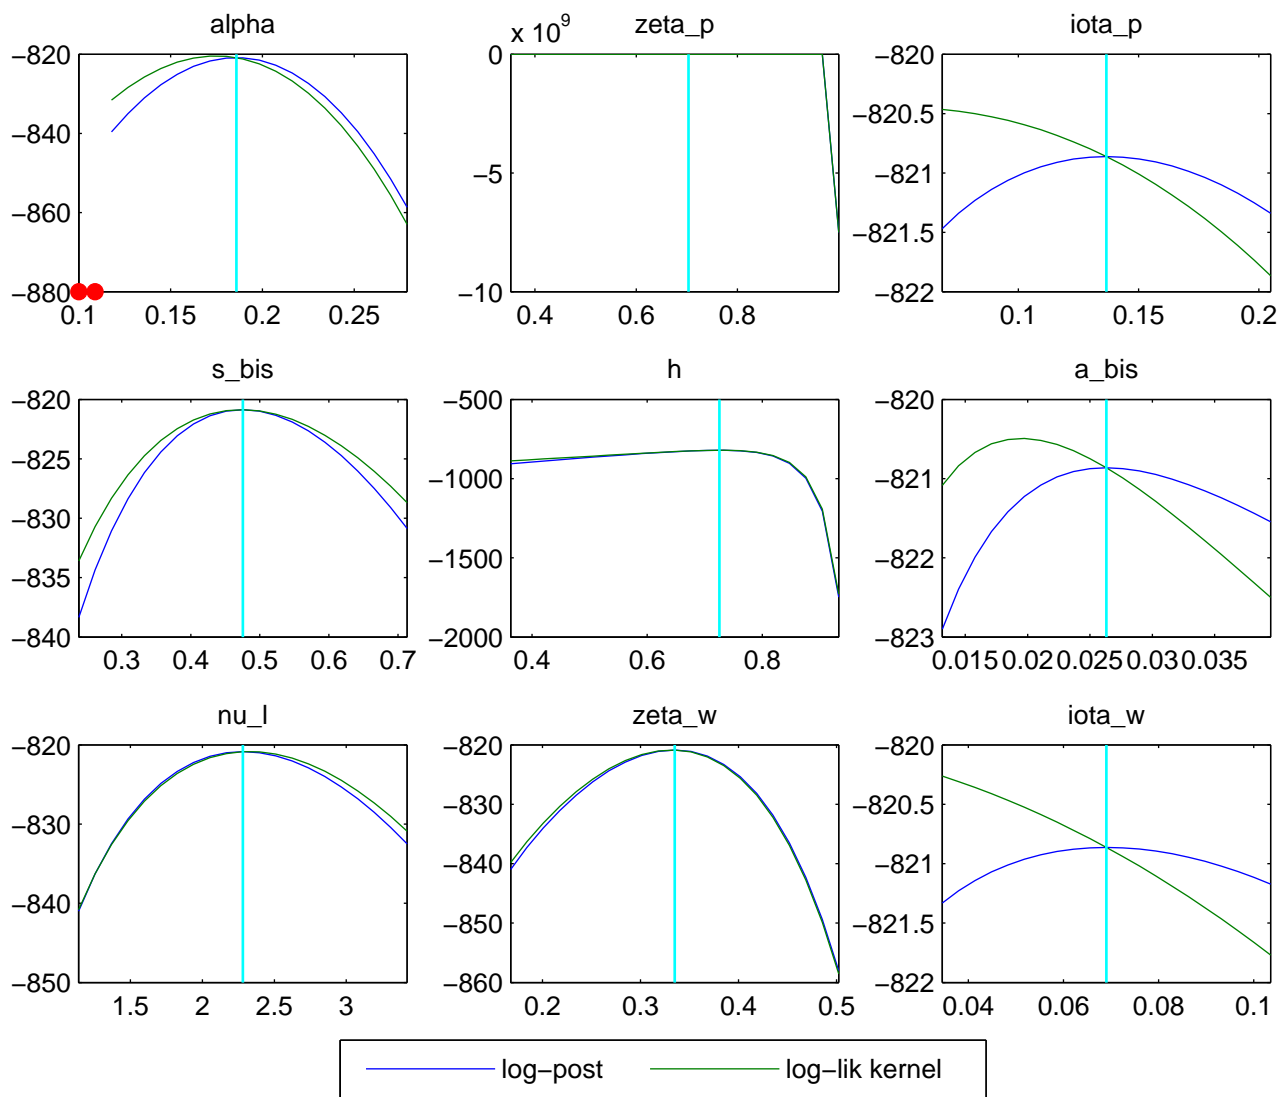 alpha
−820
−840
−860
−880
0.1 0.15 0.2 0.25
zeta_p
x 10^9
0
−5
−10
0.4 0.6 0.8
iota_p
−820
−820.5
−821
−821.5
−822
0.1 0.15 0.2
s_bis
−820
−825
−830
−835
−840
0.3 0.4 0.5 0.6 0.7
h
−500
−1000
−1500
−2000
0.4 0.6 0.8
a_bis
−820
−821
−822
−823
0.015 0.02 0.025 0.03 0.035
nu_l
−820
−830
−840
−850
1.5 2 2.5 3
zeta_w
−820
−830
−840
−850
−860
0.2 0.3 0.4 0.5
iota_w
−820
−820.5
−821
−821.5
−822
0.04 0.06 0.08 0.1
log−post log−lik kernel